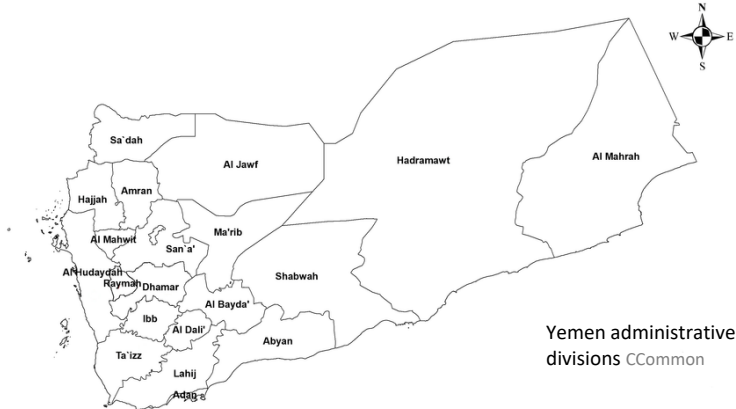 N
W E
S
Sa`dah
Al Jawf
Hadramawt
Al Mahrah
Hajjah
Amran
Al Mahwit
San`a'
Ma'rib
Al Hudaydah
Raymah
Dhamar
Shabwah
Al Bayda'
Ibb
Al Dali'
Abyan
Ta`izz
Lahij
Adan
Yemen administrative
divisions CCommon